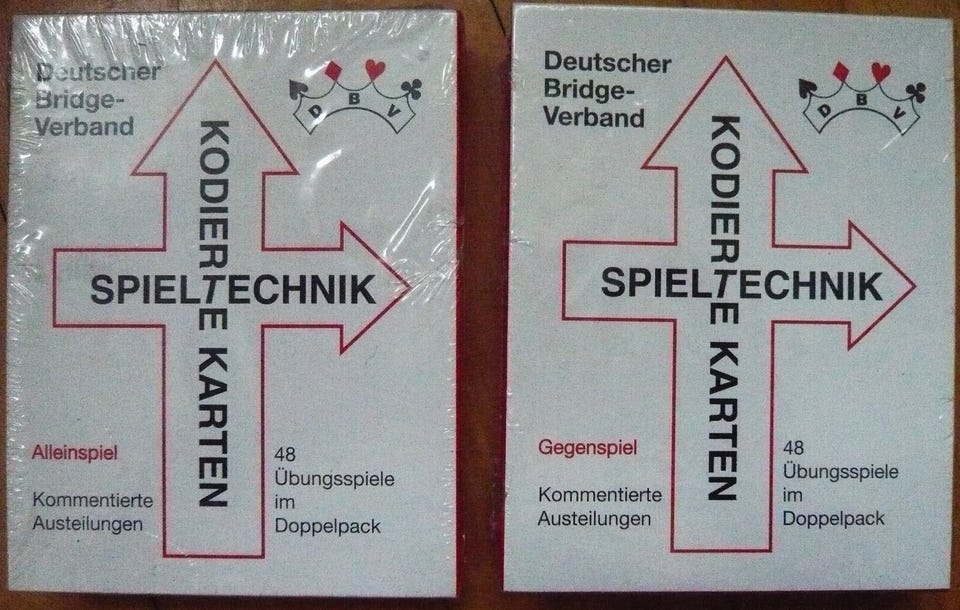 Deutscher
Bridge-
Verband
D B V
KODIERTE KARTEN
SPIELTECHNIK
Alleinspiel
Kommentierte
Austeilungen
48
Übungsspiele
im
Doppelpack
Deutscher
Bridge-
Verband
D B V
KODIERTE KARTEN
SPIELTECHNIK
Gegenspiel
Kommentierte
Austeilungen
48
Übungsspiele
im
Doppelpack